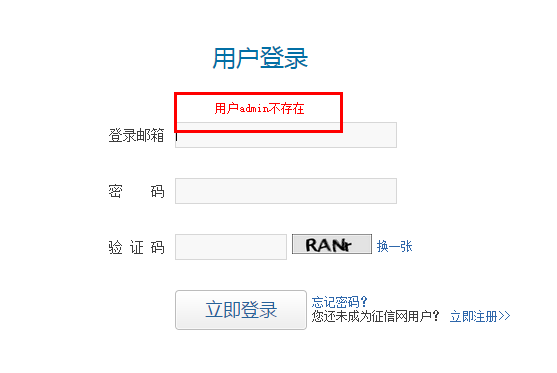 用户登录
用户admin不存在
登录邮箱
密 码
验 证 码 RANr 换一张
立即登录 忘记密码?
您还未成为征信网用户? 立即注册>>